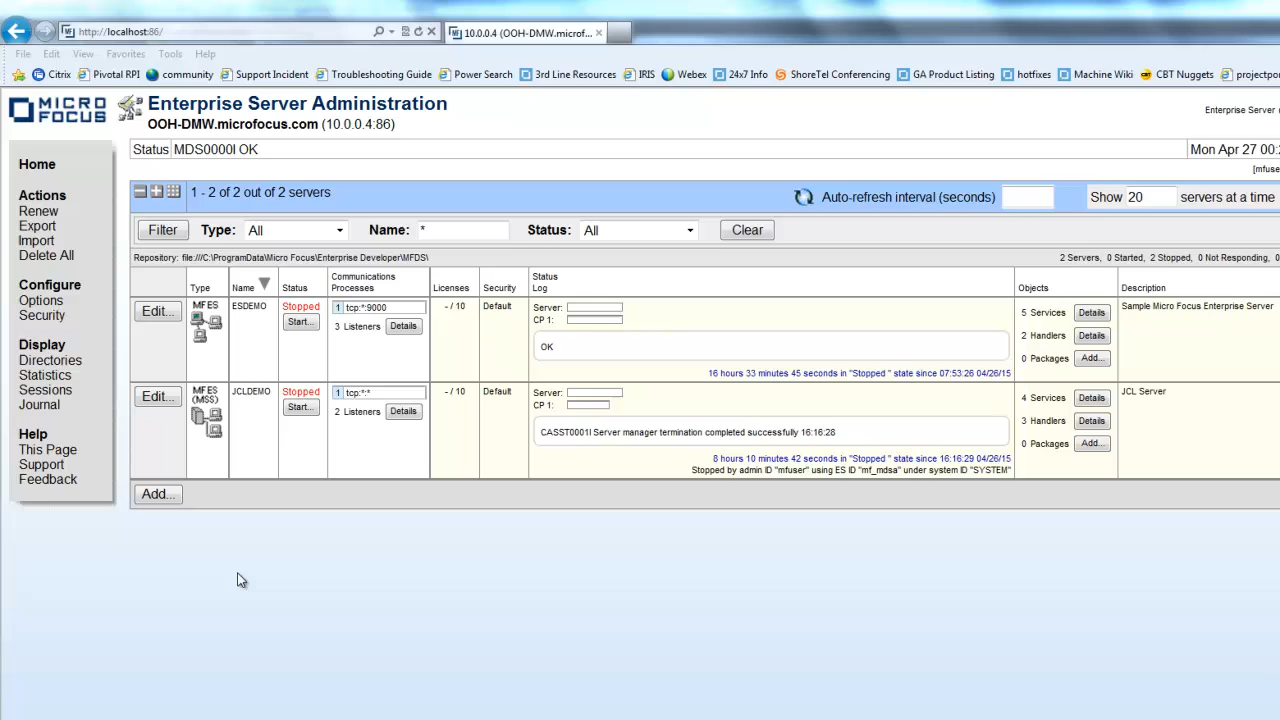 http://localhost:86/
10.0.0.4 (OOH-DMW.microf...
File Edit View Favorites Tools Help
Citrix Pivotal RPI community Support Incident Troubleshooting Guide Power Search 3rd Line Resources IRIS Webex 24x7 Info ShoreTel Conferencing GA Product Listing hotfixes Machine Wiki CBT Nuggets projectpor
MICRO FOCUS
Enterprise Server Administration
Enterprise Server (
OOH-DMW.microfocus.com (10.0.0.4:86)
Status MDS0000I OK Mon Apr 27 00:
[mfuse
Home
Actions
Renew
Export
Import
Delete All
Configure
Options
Security
Display
Directories
Statistics
Sessions
Journal
Help
This Page
Support
Feedback
1 - 2 of 2 out of 2 servers Auto-refresh interval (seconds) Show 20 servers at a time
Filter Type: All Name: * Status: All Clear
Repository: file:///C:\ProgramData\Micro Focus\Enterprise Developer\MFDS\ 2 Servers, 0 Started, 2 Stopped, 0 Not Responding,
Type Name Status Communications Processes Licenses Security Status Log Objects Description
Edit... MFES ESDEMO Stopped 1 tcp:*:9000 - / 10 Default Server: 5 Services Details Sample Micro Focus Enterprise Server
Start... 3 Listeners Details CP 1: 2 Handlers Details
OK 0 Packages Add...
16 hours 33 minutes 45 seconds in "Stopped " state since 07:53:26 04/26/15
Edit... MFES (MSS) JCLDEMO Stopped 1 tcp:*:* - / 10 Default Server: 4 Services Details JCL Server
Start... 2 Listeners Details CP 1: 3 Handlers Details
CASST0001I Server manager termination completed successfully 16:16:28 0 Packages Add...
8 hours 10 minutes 42 seconds in "Stopped " state since 16:16:29 04/26/15
Stopped by admin ID "mfuser" using ES ID "mf_mdsa" under system ID "SYSTEM"
Add...